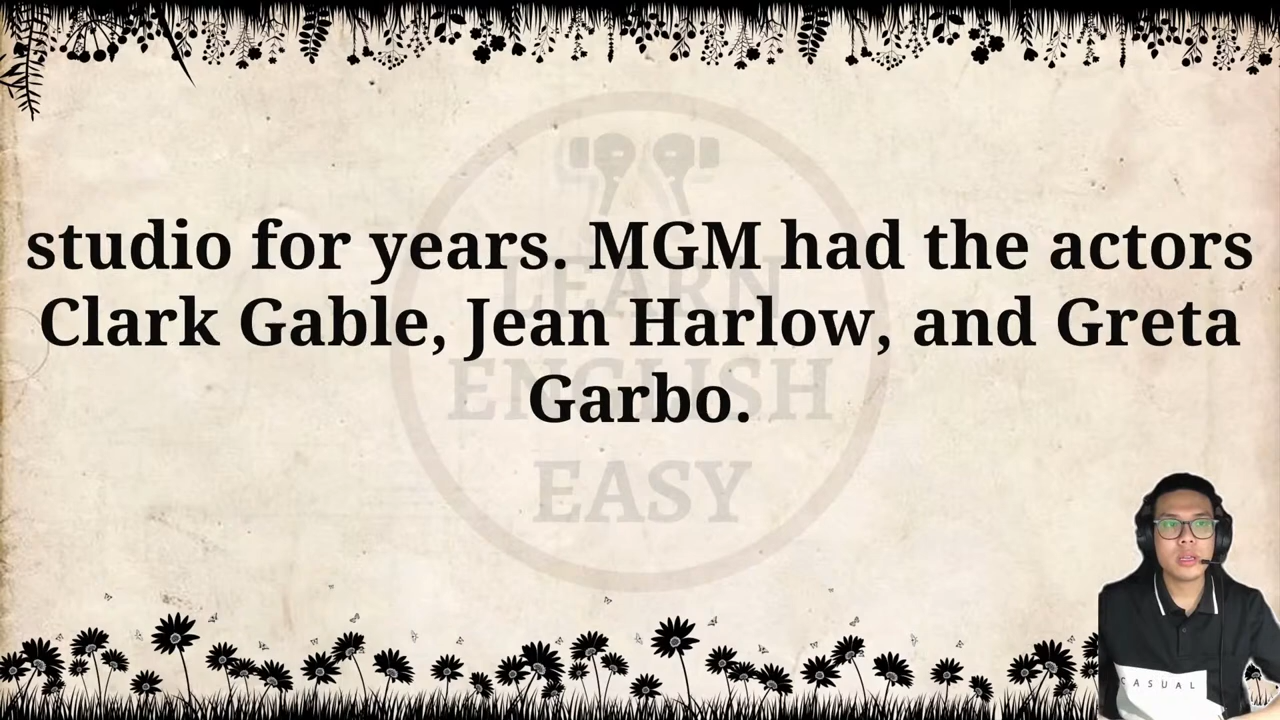 studio for years. MGM had the actors
Clark Gable, Jean Harlow, and Greta
Garbo.
LEARN
ENGLISH
EASY
CASUAL